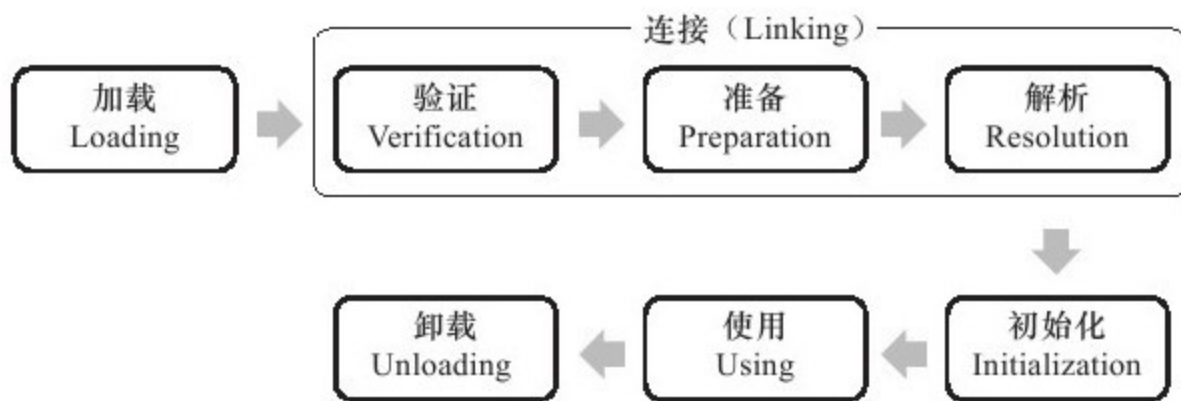 连接（Linking）
加载
Loading
验证
Verification
准备
Preparation
解析
Resolution
初始化
Initialization
使用
Using
卸载
Unloading